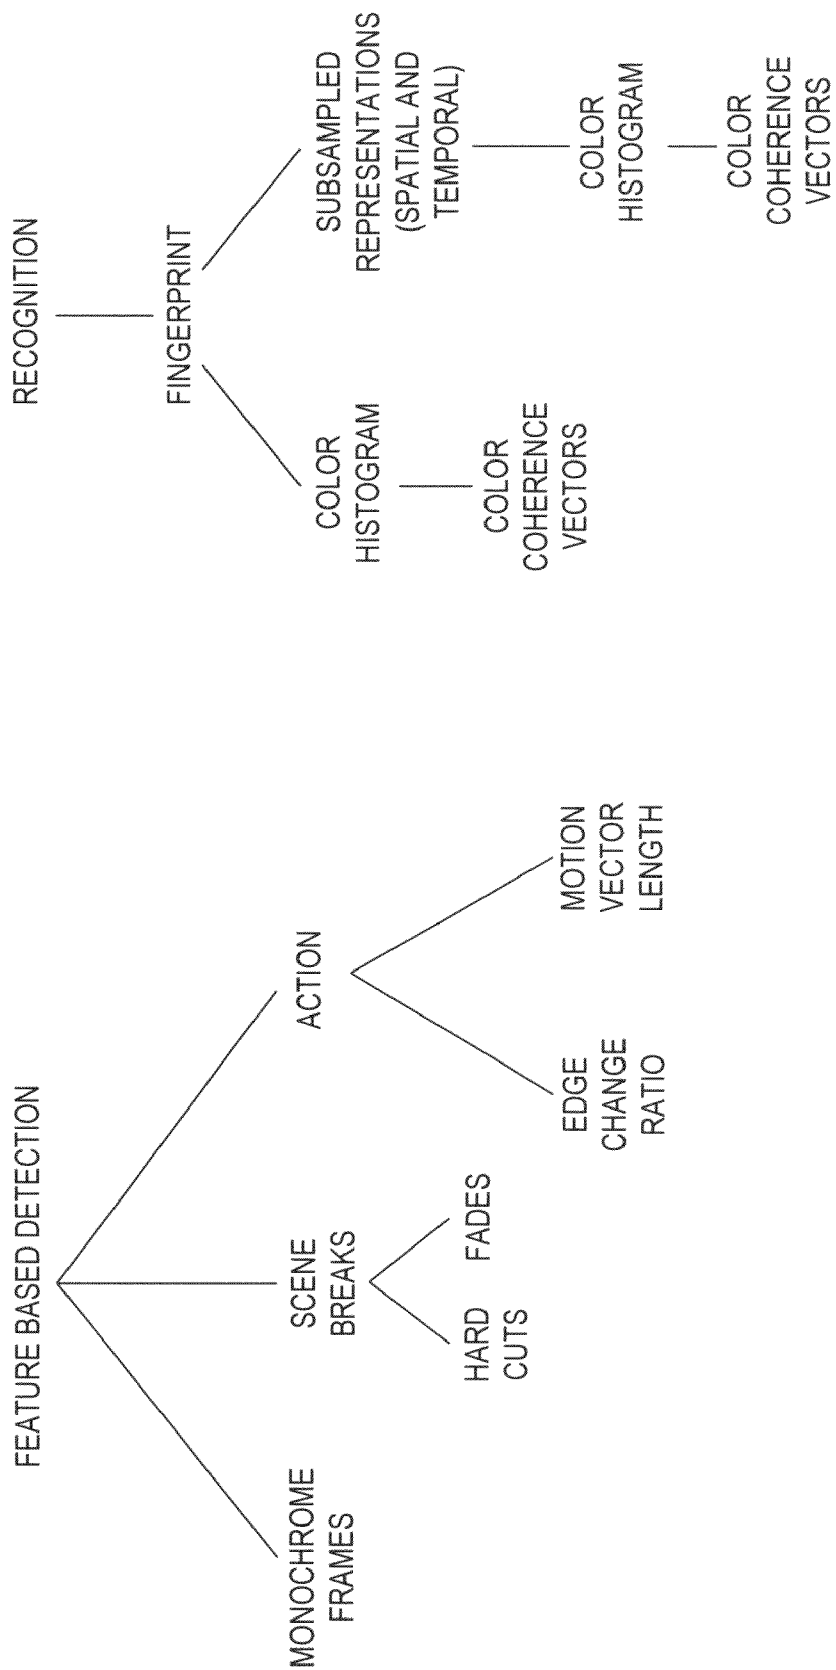 FEATURE BASED DETECTION
MONOCHROME
FRAMES
SCENE
BREAKS
HARD
CUTS
FADES
ACTION
EDGE
CHANGE
RATIO
MOTION
VECTOR
LENGTH
RECOGNITION
FINGERPRINT
COLOR
HISTOGRAM
COLOR
COHERENCE
VECTORS
SUBSAMPLED
REPRESENTATIONS
(SPATIAL AND
TEMPORAL)
COLOR
HISTOGRAM
COLOR
COHERENCE
VECTORS